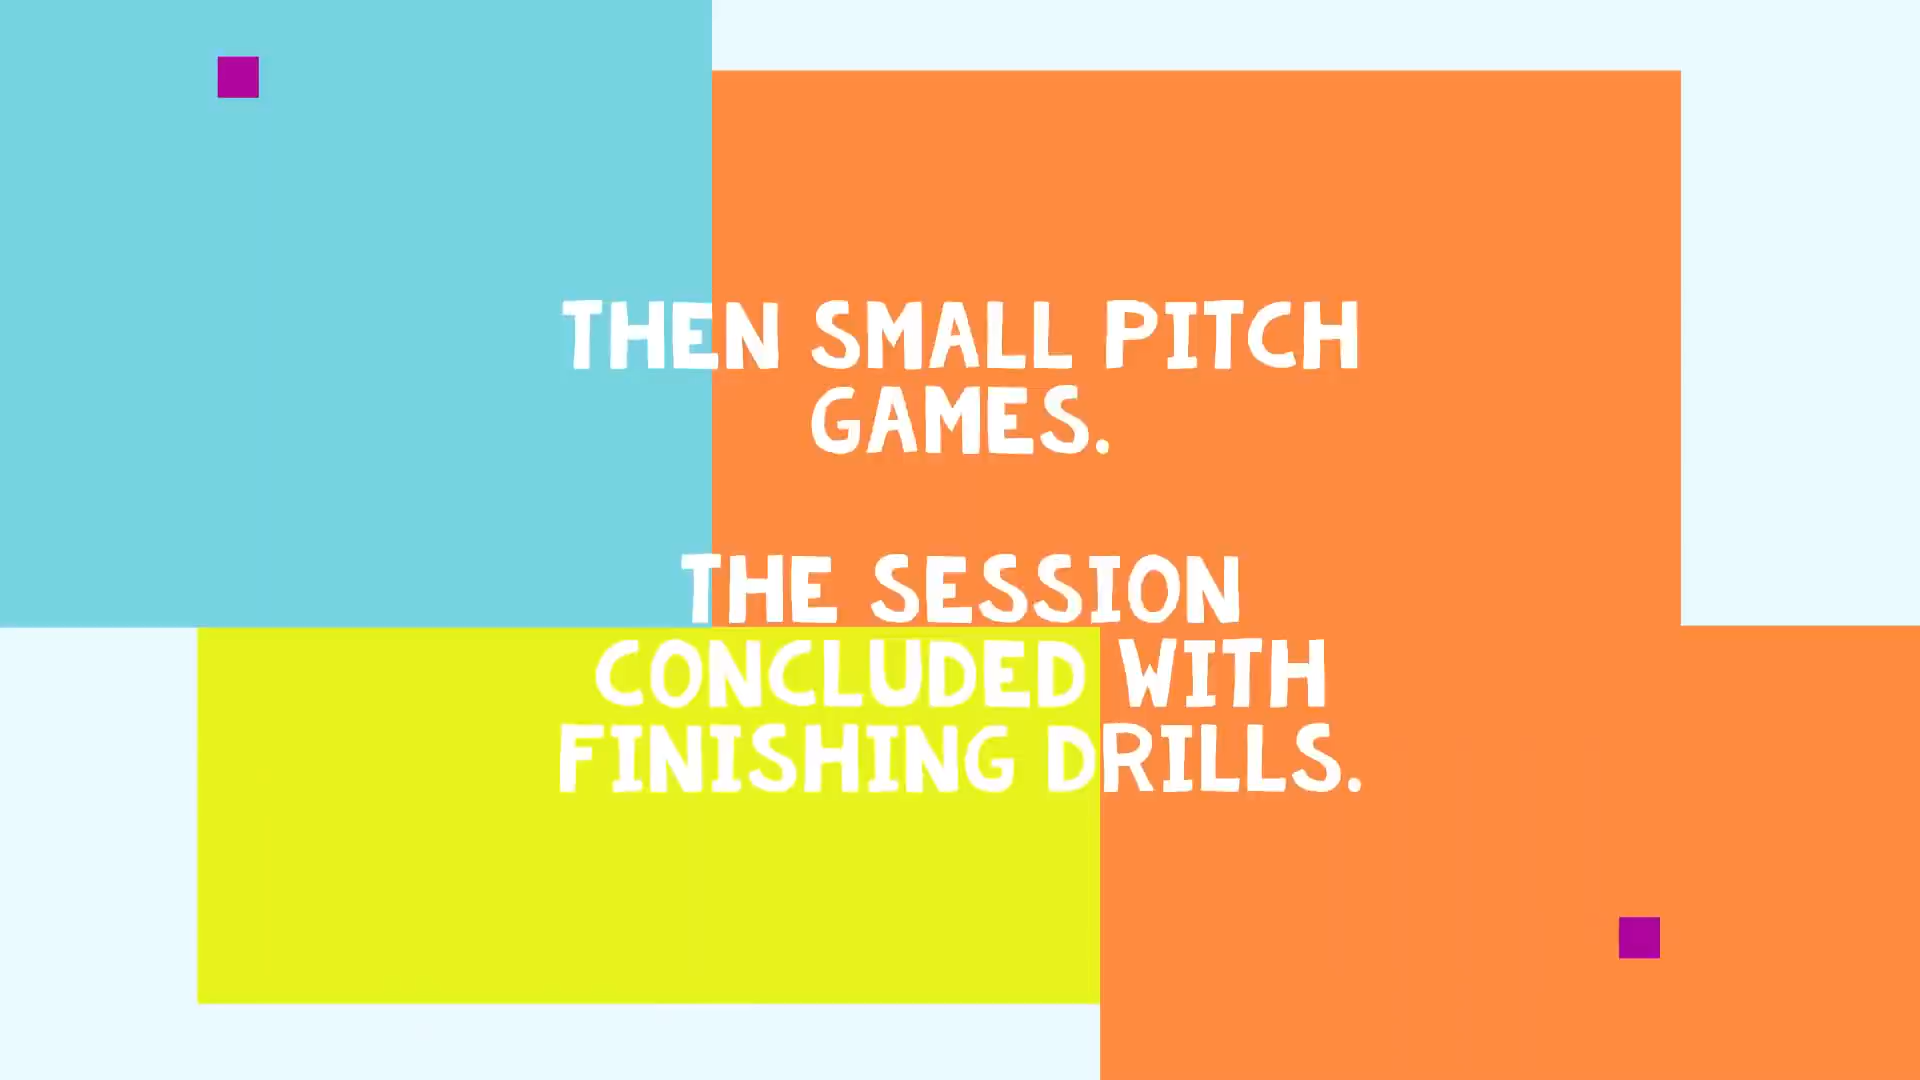 THEN SMALL PITCH
GAMES.
THE SESSION
CONCLUDED WITH
FINISHING DRILLS.